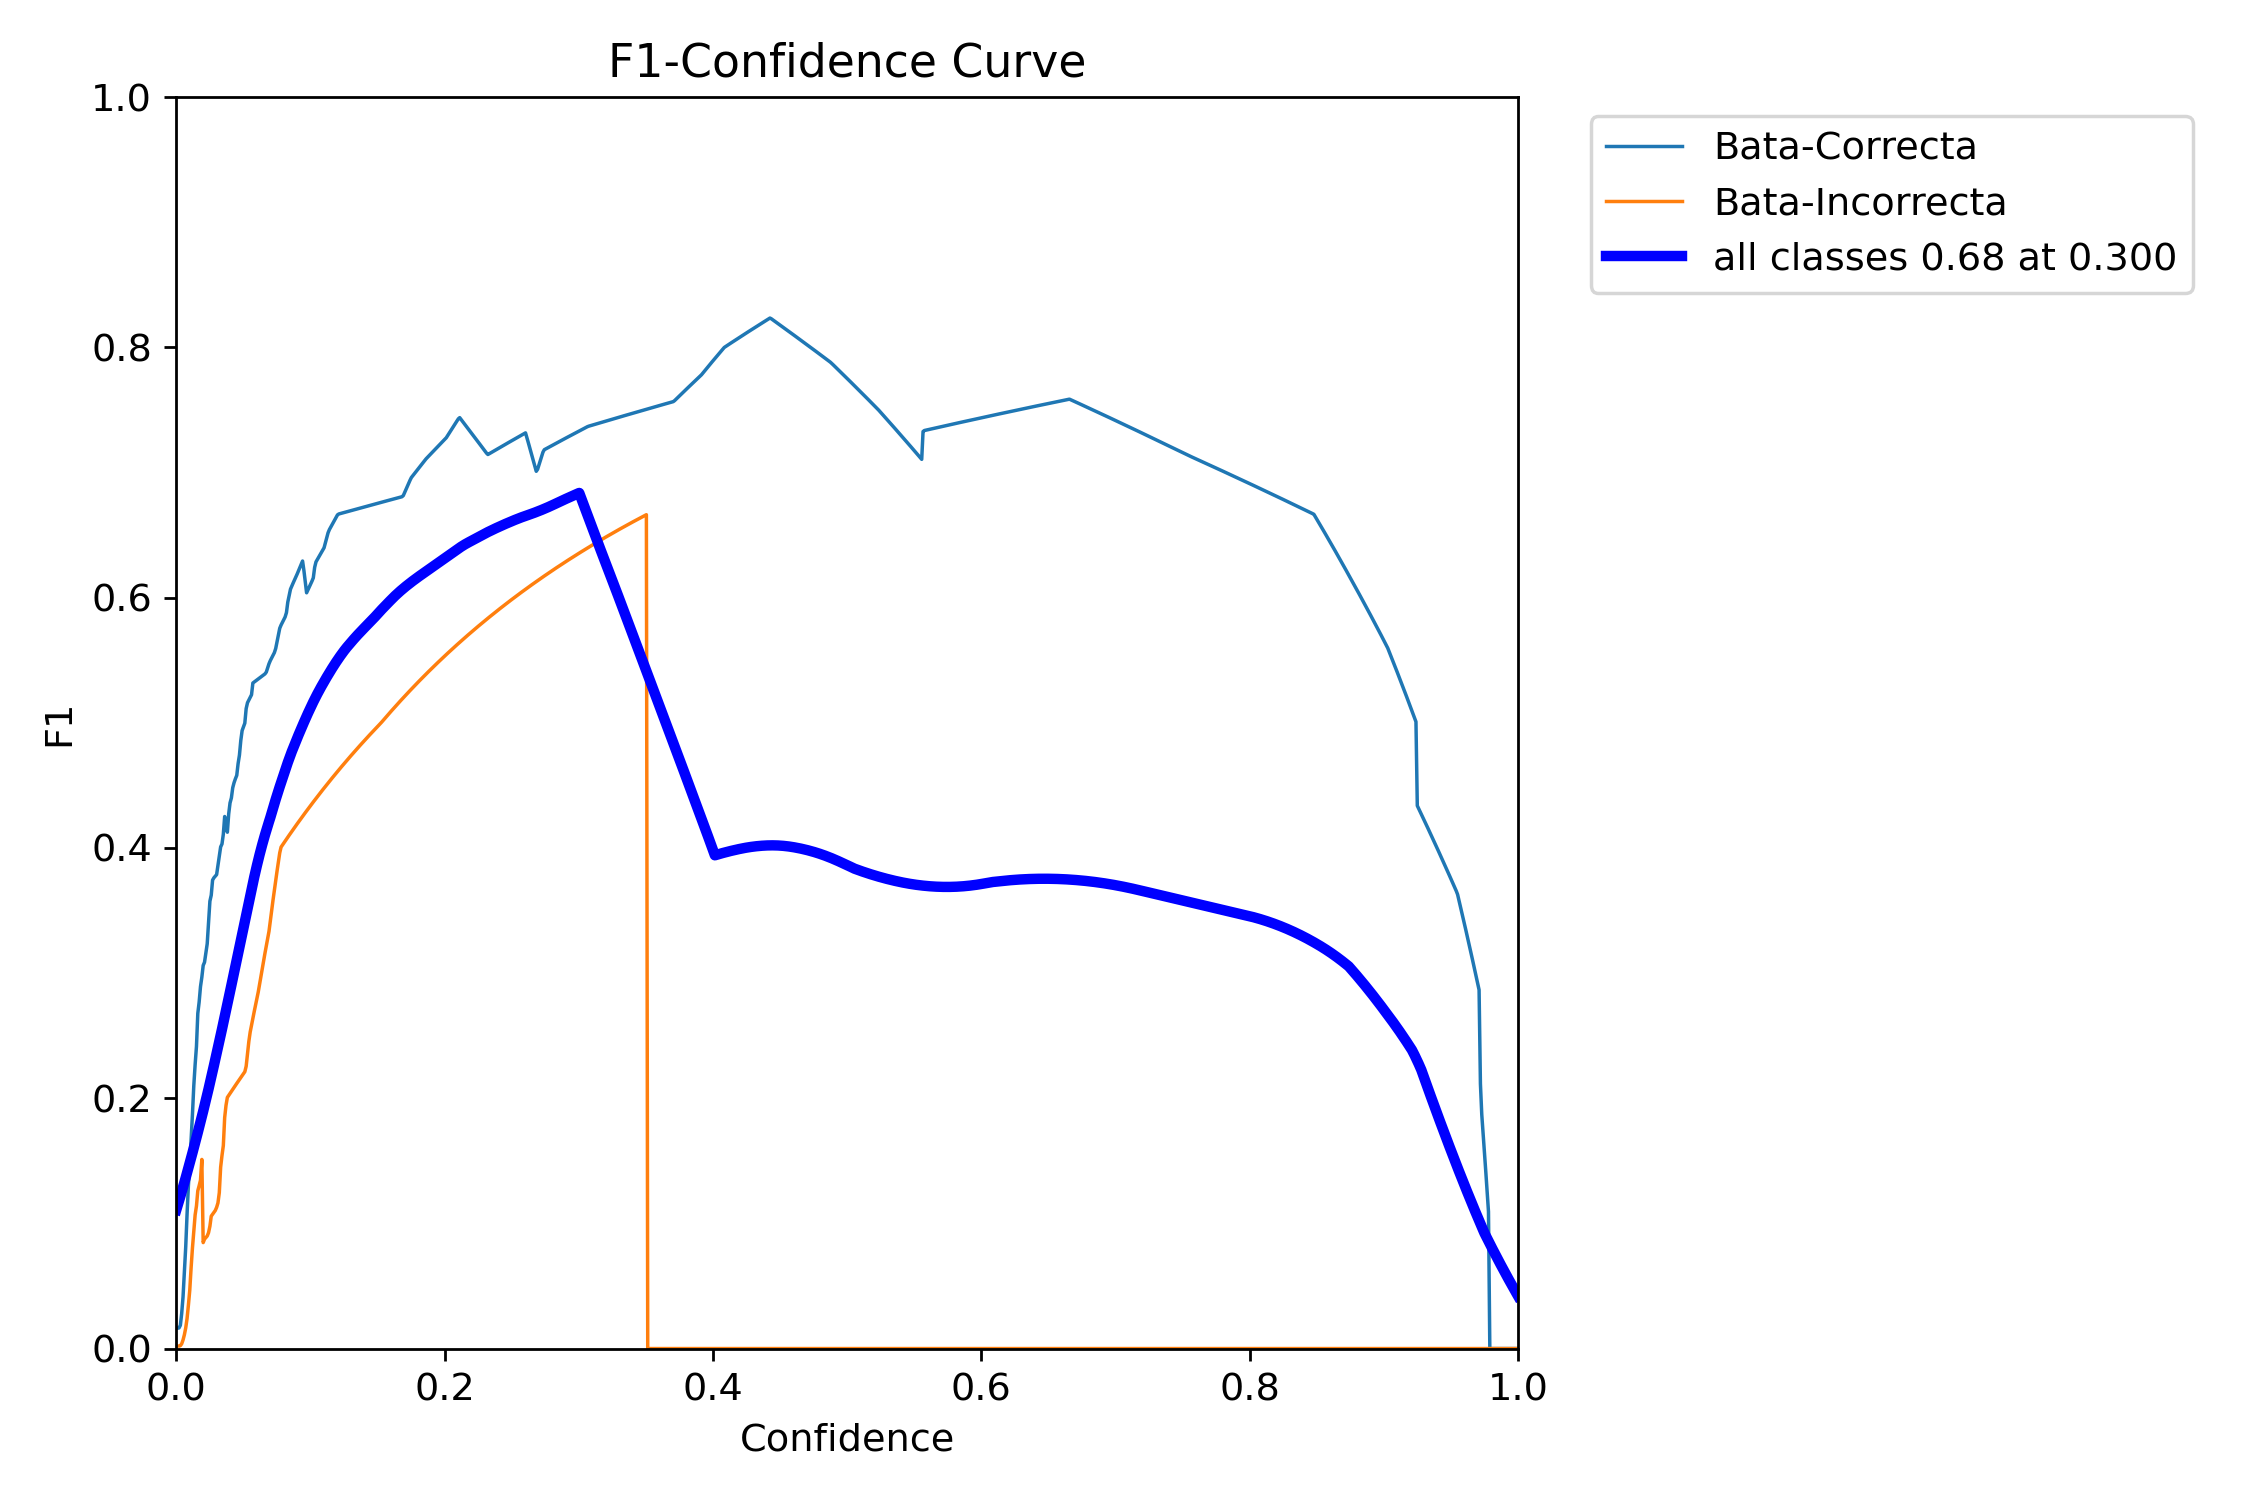 F1-Confidence Curve
Bata-Correcta
Bata-Incorrecta
all classes 0.68 at 0.300
1.0
0.8
0.6
0.4
0.2
0.0
F1
0.0 0.2 0.4 0.6 0.8 1.0
Confidence